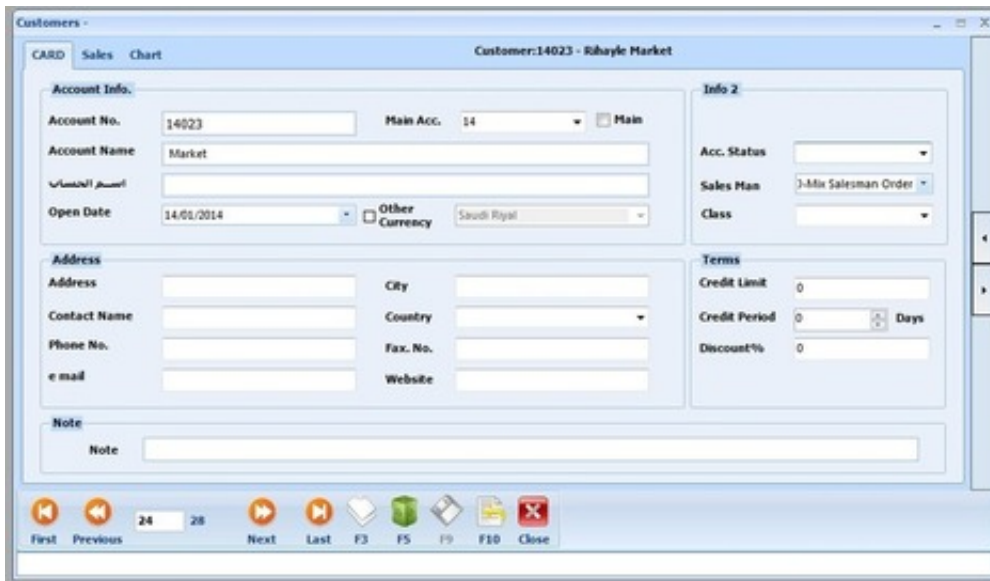 Customers -
CARD Sales Chart Customer:14023 - Rihayle Market
Account Info.
Account No. 14023 Main Acc. 14 Main
Account Name Market
اسم الحساب
Open Date 14/01/2014 Other Currency Saudi Riyal
Info 2
Acc. Status
Sales Man -Mix Salesman Order
Class
Address
Address City
Contact Name Country
Phone No. Fax. No.
e mail Website
Terms
Credit Limit 0
Credit Period 0 Days
Discount% 0
Note
Note
24 28
First Previous Next Last F3 F5 F9 F10 Close